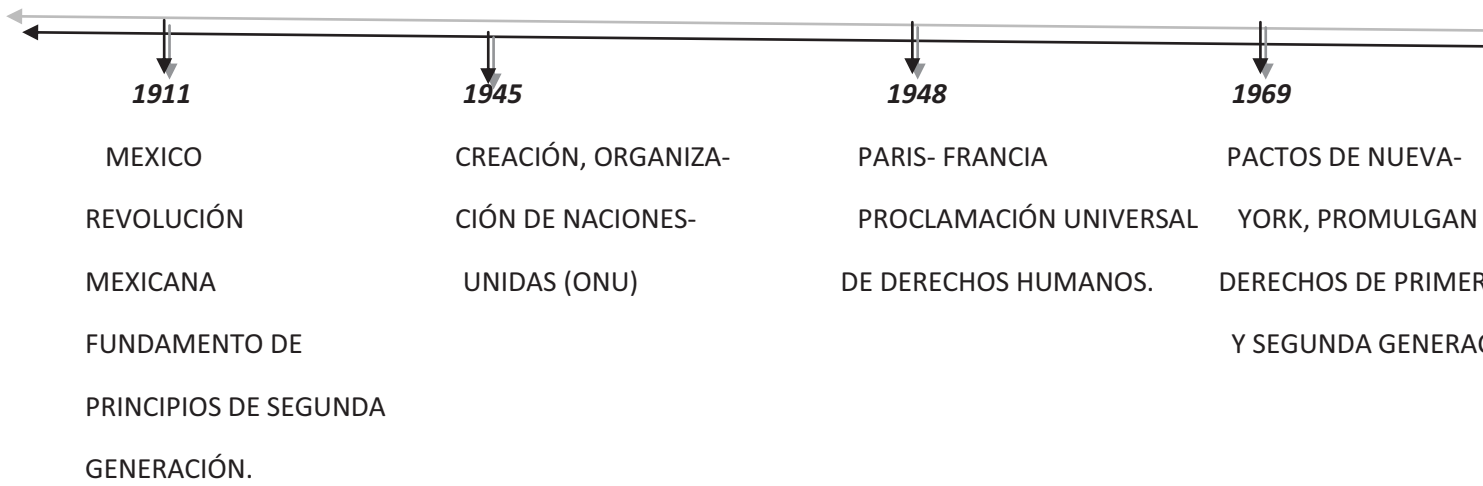 1911
MEXICO
REVOLUCIÓN
MEXICANA
FUNDAMENTO DE
PRINCIPIOS DE SEGUNDA
GENERACIÓN.
1945
CREACIÓN, ORGANIZA-
CIÓN DE NACIONES-
UNIDAS (ONU)
1948
PARIS- FRANCIA
PROCLAMACIÓN UNIVERSAL
DE DERECHOS HUMANOS.
1969
PACTOS DE NUEVA-
YORK, PROMULGAN
DERECHOS DE
Y SEGUNDA